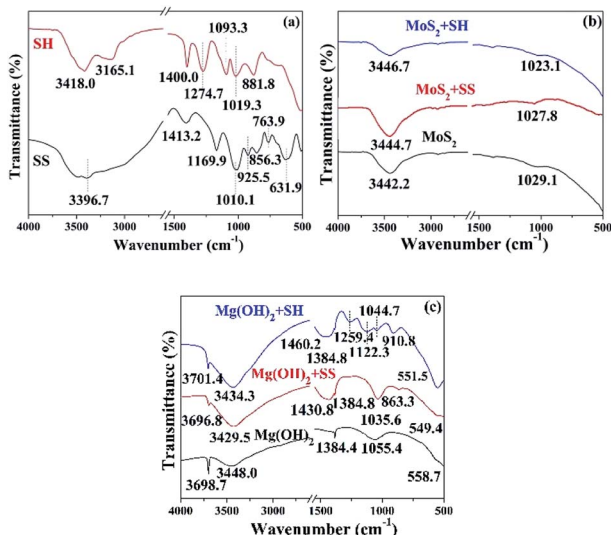 (a)
Transmittance (%)
SH
1093.3
3418.0
3165.1
1400.0
1274.7
1019.3
881.8
SS
1413.2
763.9
1169.9
856.3
925.5
631.9
3396.7
1010.1
4000 3500 3000 1500 1000 500
Wavenumber (cm-1)
(b)
Transmittance (%)
MoS2+SH
3446.7
1023.1
MoS2+SS
1027.8
3444.7
MoS2
3442.2
1029.1
4000 3500 3000 1500 1000 500
Wavenumber (cm-1)
(c)
Transmittance (%)
Mg(OH)2+SH
1044.7
1460.2
1259.4
910.8
1384.8
1122.3
3701.4
3434.3
551.5
Mg(OH)2+SS
1384.8
863.3
1430.8
3696.8
1035.6
3429.5
549.4
Mg(OH)2
1384.4
1055.4
3448.0
3698.7
558.7
4000 3500 3000 1500 1000 500
Wavenumber (cm-1)